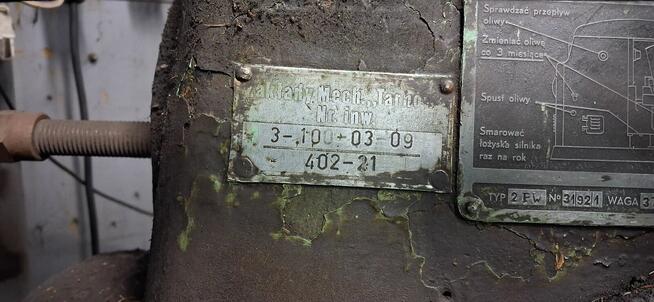 Zakłady Mech. „Tarno
Nr. inw.
3-100-03-09
402-21
Sprawdzać przepływ
oliwy
Zmieniać oliwę
co 3 miesiące
Spust oliwy
Smarować
łożyska silnika
raz na rok
TYP 2 FW No 31921 WAGA